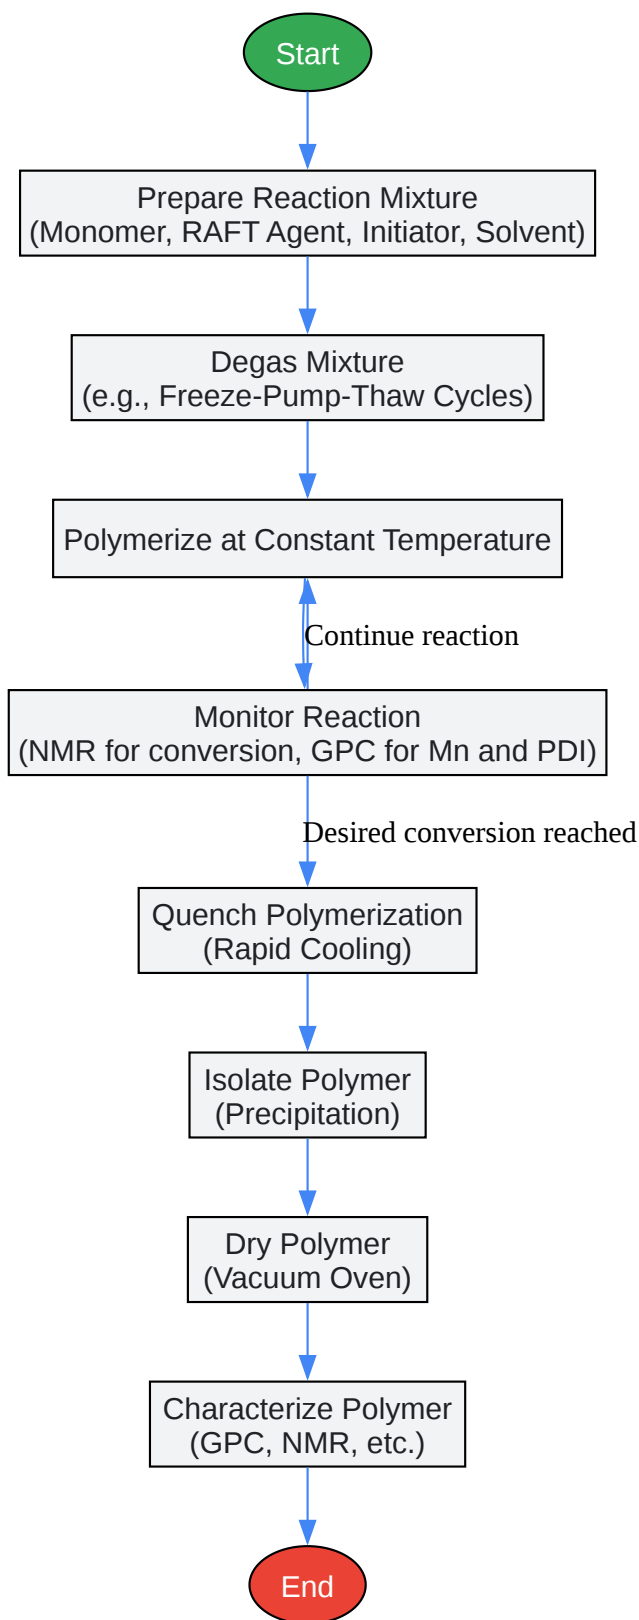 Start
Prepare Reaction Mixture
(Monomer, RAFT Agent, Initiator, Solvent)
Degas Mixture
(e.g., Freeze-Pump-Thaw Cycles)
Polymerize at Constant Temperature
Continue reaction
Monitor Reaction
(NMR for conversion, GPC for Mn and PDI)
Desired conversion reached
Quench Polymerization
(Rapid Cooling)
Isolate Polymer
(Precipitation)
Dry Polymer
(Vacuum Oven)
Characterize Polymer
(GPC, NMR, etc.)
End